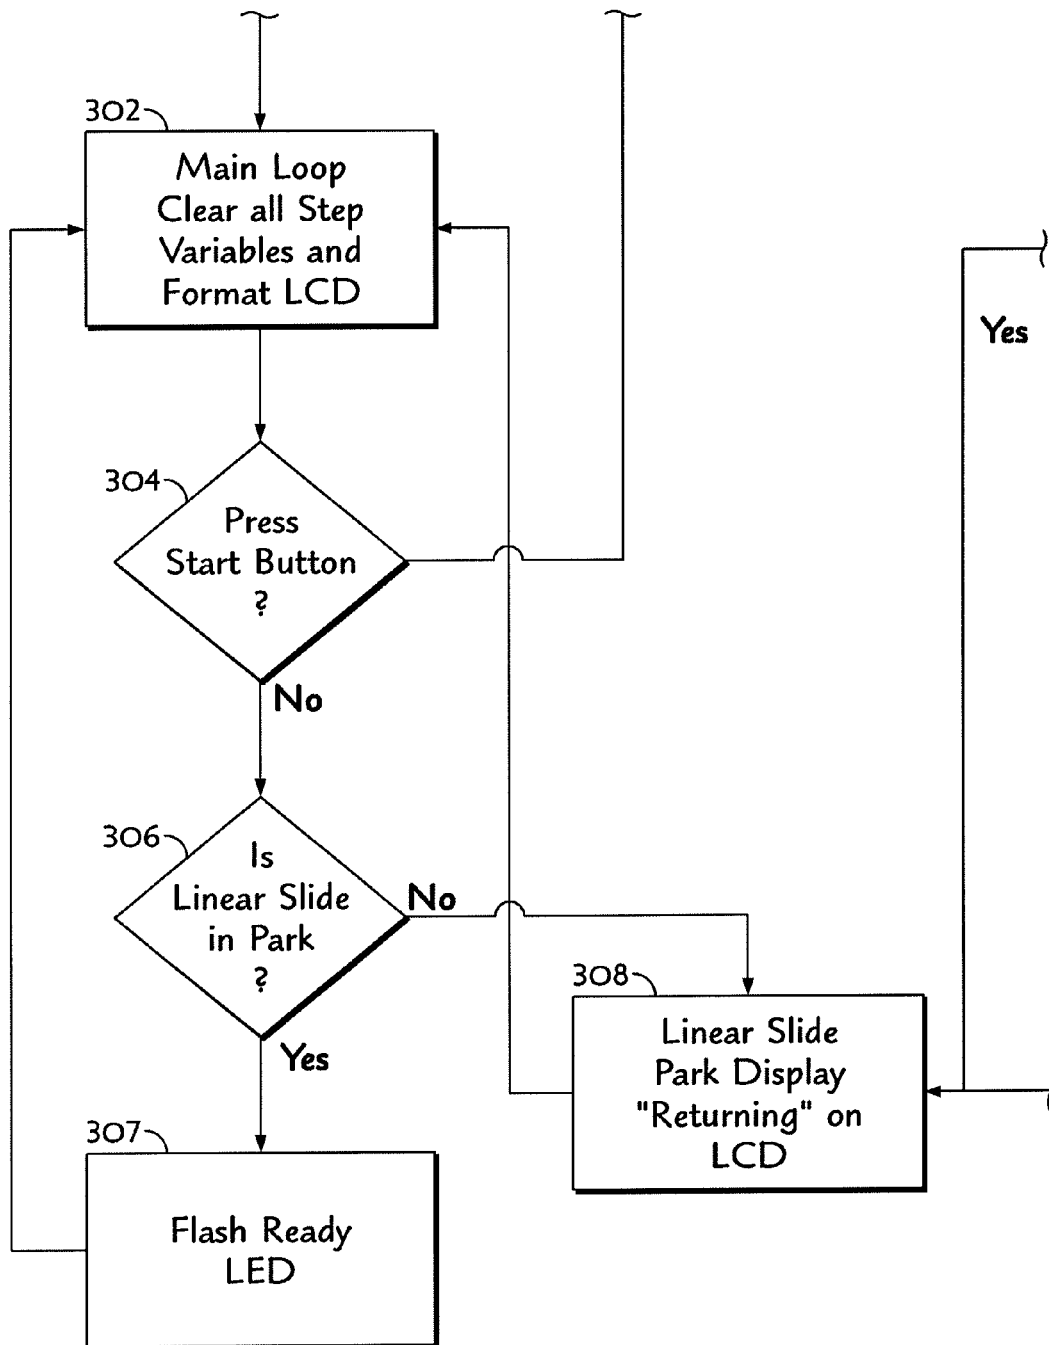 302
Main Loop
Clear all Step
Variables and
Format LCD
Yes
304
Press
Start Button
?
No
306
Is
Linear Slide
in Park
?
No
Yes
308
Linear Slide
Park Display
"Returning" on
LCD
307
Flash Ready
LED